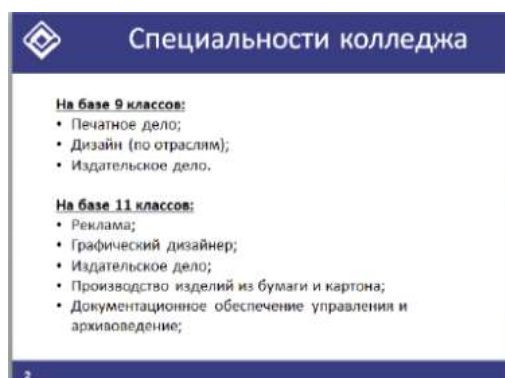 Специальности колледжа
На базе 9 классов:
• Печатное дело;
• Дизайн (по отраслям);
• Издательское дело.
На базе 11 классов:
• Реклама;
• Графический дизайнер;
• Издательское дело;
• Производство изделий из бумаги и картона;
• Документационное обеспечение управления и
архивоведение;
2